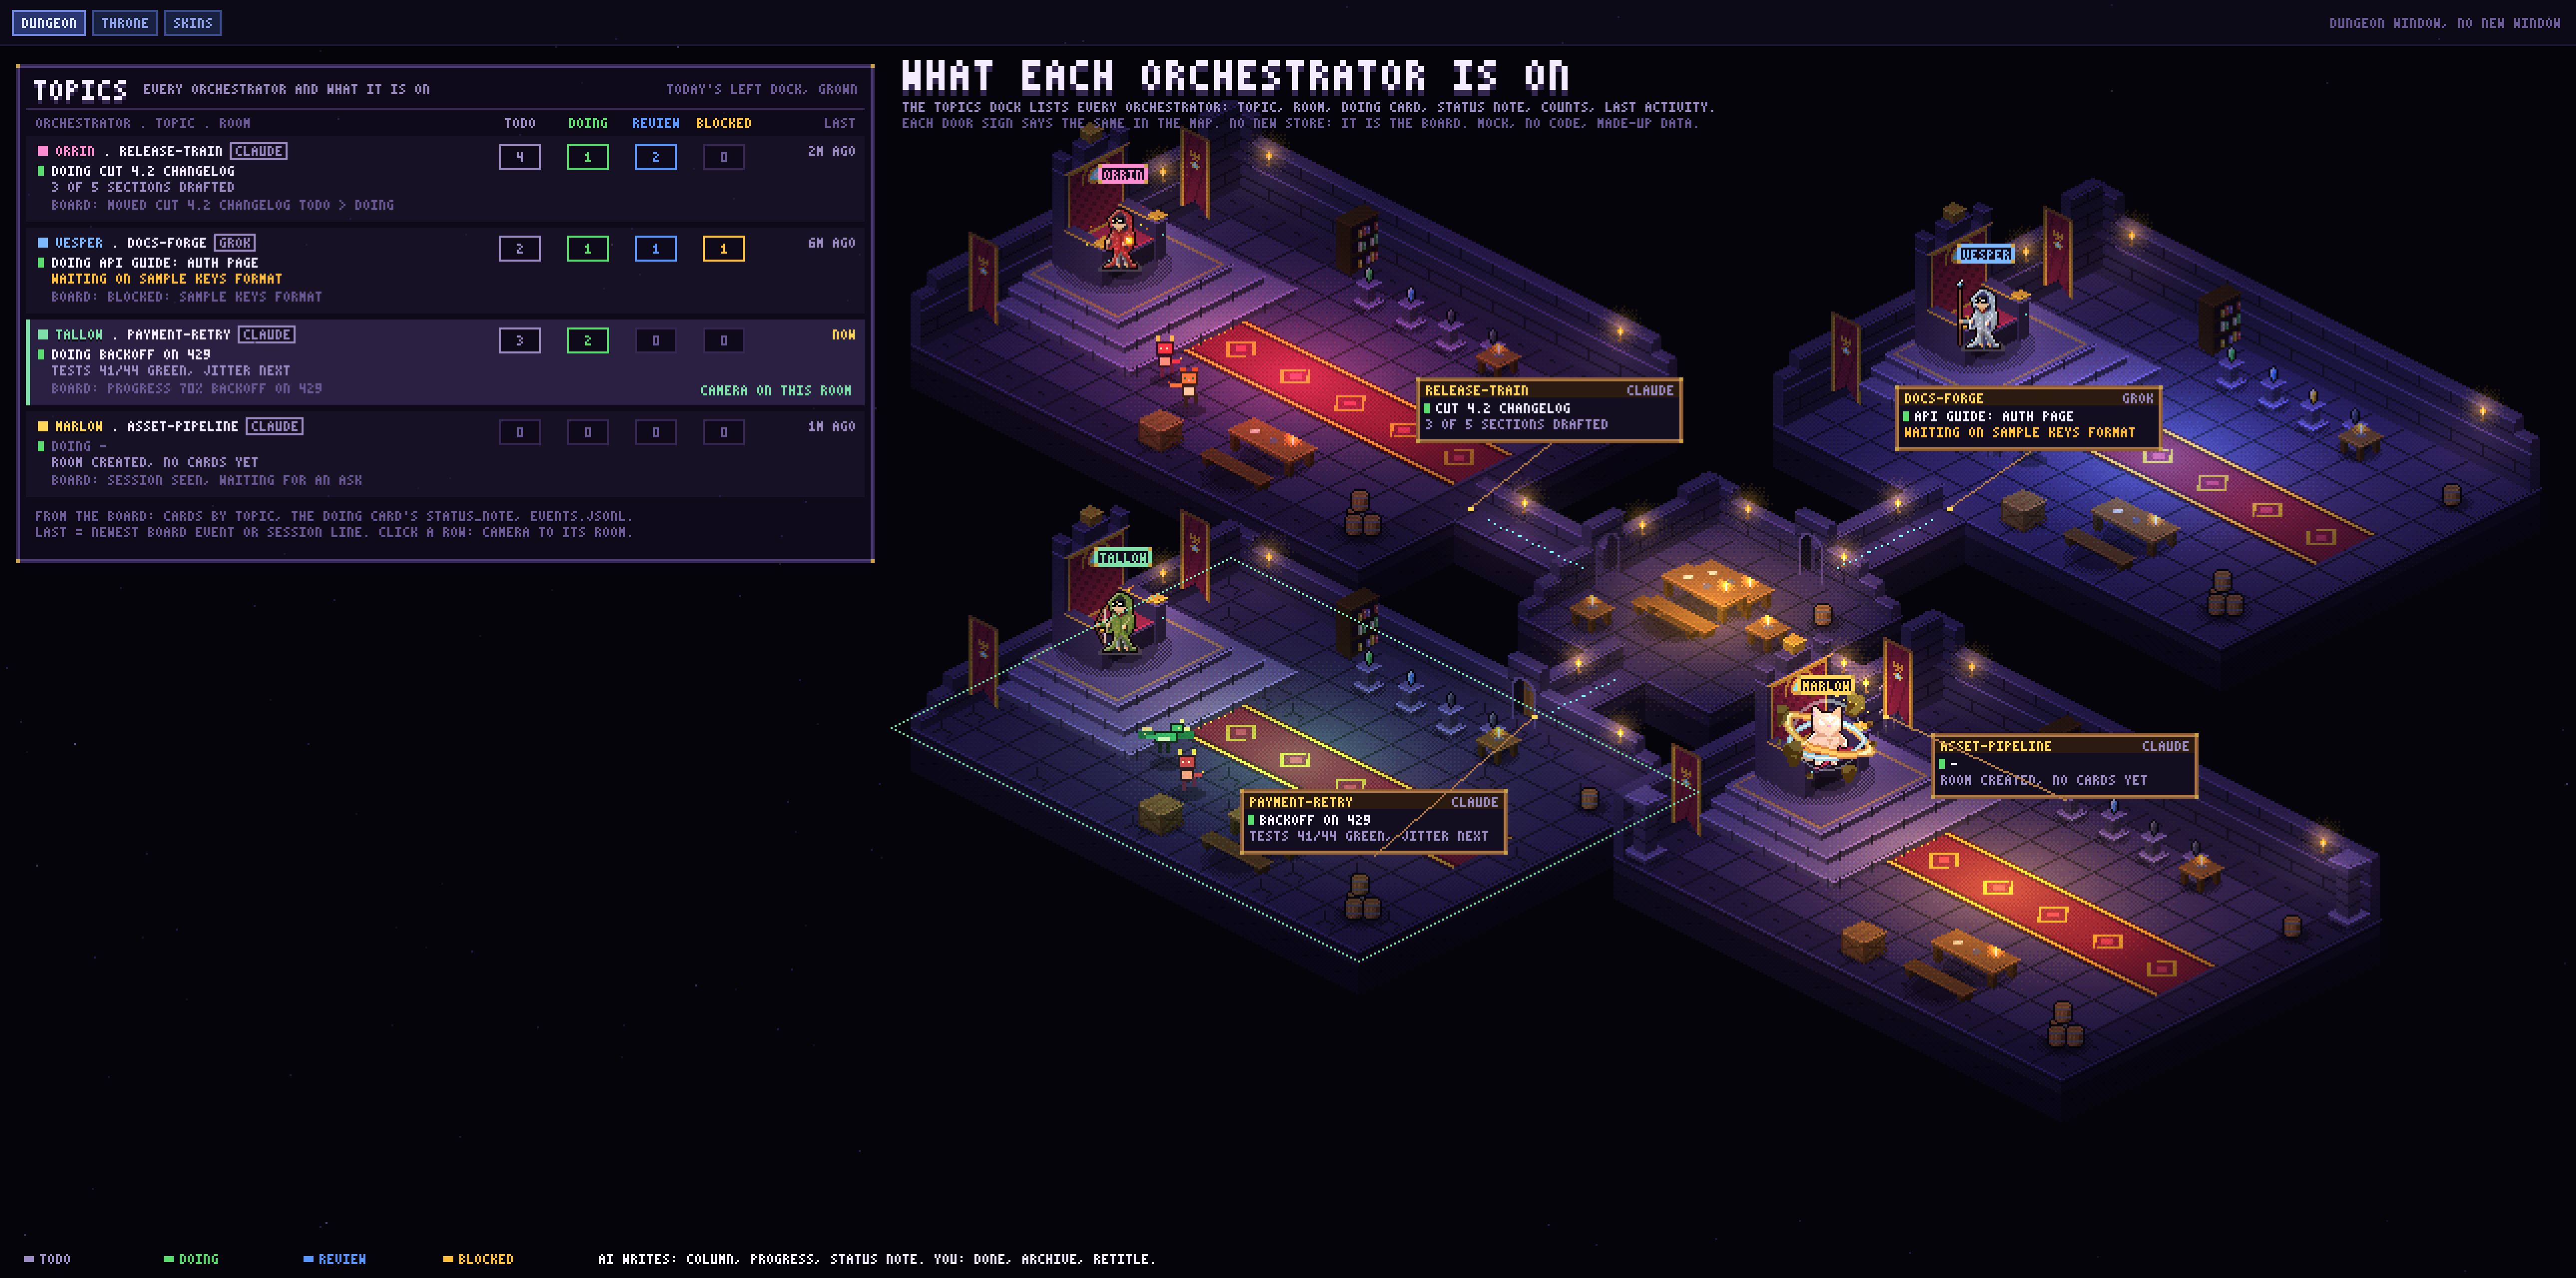 DUNGEON THRONE SKINS
DUNGEON WINDOW, NO NEW WINDOW
TOPICS EVERY ORCHESTRATOR AND WHAT IT IS ON TODAY'S LEFT DOCK, GROWN
ORCHESTRATOR . TOPIC . ROOM TODO DOING REVIEW BLOCKED LAST
ORRIN . RELEASE-TRAIN CLAUDE 4 1 2 0 2M AGO
DOING CUT 4.2 CHANGELOG
3 OF 5 SECTIONS DRAFTED
BOARD: MOVED CUT 4.2 CHANGELOG TODO > DOING
VESPER . DOCS-FORGE GROK 2 1 1 1 6M AGO
DOING API GUIDE: AUTH PAGE
WAITING ON SAMPLE KEYS FORMAT
BOARD: BLOCKED: SAMPLE KEYS FORMAT
TALLOW . PAYMENT-RETRY CLAUDE 3 2 0 0 NOW
DOING BACKOFF ON 429
TESTS 41/44 GREEN, JITTER NEXT
BOARD: PROGRESS 70% BACKOFF ON 429 CAMERA ON THIS ROOM
MARLOW . ASSET-PIPELINE CLAUDE 0 0 0 0 1M AGO
DOING -
ROOM CREATED, NO CARDS YET
BOARD: SESSION SEEN, WAITING FOR AN ASK
FROM THE BOARD: CARDS BY TOPIC, THE DOING CARD'S STATUS_NOTE, EVENTS.JSONL.
LAST = NEWEST BOARD EVENT OR SESSION LINE. CLICK A ROW: CAMERA TO ITS ROOM.
WHAT EACH ORCHESTRATOR IS ON
THE TOPICS DOCK LISTS EVERY ORCHESTRATOR: TOPIC, ROOM, DOING CARD, STATUS NOTE, COUNTS, LAST ACTIVITY.
EACH DOOR SIGN SAYS THE SAME IN THE MAP. NO NEW STORE: IT IS THE BOARD. MOCK, NO CODE, MADE-UP DATA.
ORRIN
VESPER
RELEASE-TRAIN CLAUDE
CUT 4.2 CHANGELOG
3 OF 5 SECTIONS DRAFTED
DOCS-FORGE GROK
API GUIDE: AUTH PAGE
WAITING ON SAMPLE KEYS FORMAT
TALLOW
MARLOW
ASSET-PIPELINE CLAUDE
-
ROOM CREATED, NO CARDS YET
PAYMENT-RETRY CLAUDE
BACKOFF ON 429
TESTS 41/44 GREEN, JITTER NEXT
TODO DOING REVIEW BLOCKED AI WRITES: COLUMN, PROGRESS, STATUS NOTE. YOU: DONE, ARCHIVE, RETITLE.